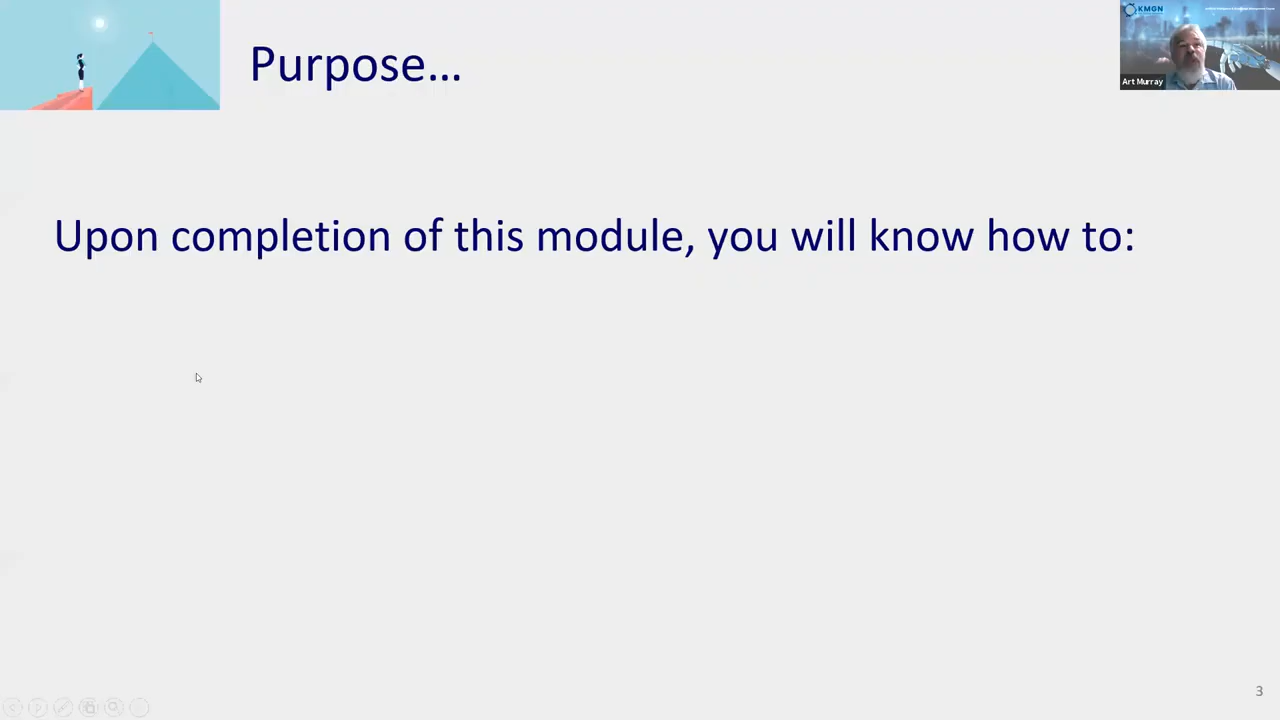 Purpose...
KMGN
Art Murray
Upon completion of this module, you will know how to:
3